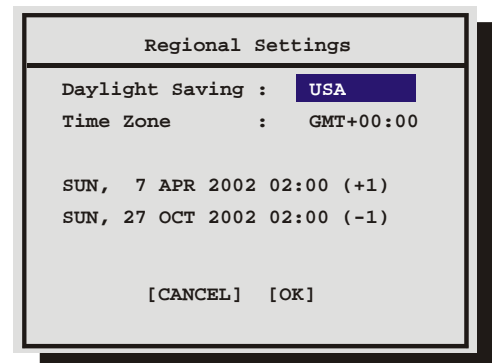 Regional Settings
Daylight Saving : USA
Time Zone : GMT+00:00
SUN, 7 APR 2002 02:00 (+1)
SUN, 27 OCT 2002 02:00 (-1)
[CANCEL] [OK]